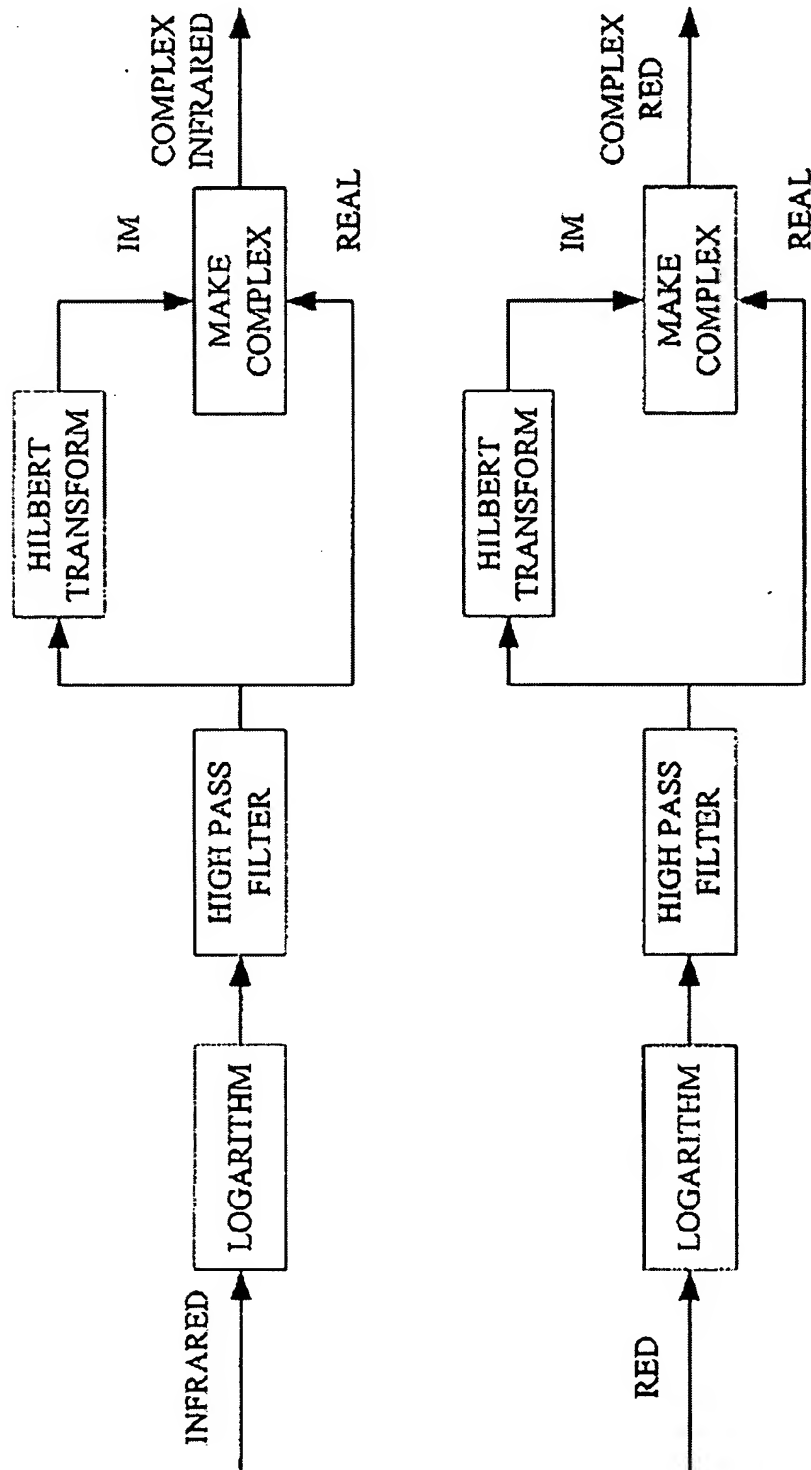 INFRARED
LOGARITHM
HIGH PASS
FILTER
HILBERT
TRANSFORM
IM
MAKE
COMPLEX
REAL
COMPLEX
INFRARED
RED
LOGARITHM
HIGH PASS
FILTER
HILBERT
TRANSFORM
IM
MAKE
COMPLEX
REAL
COMPLEX
RED